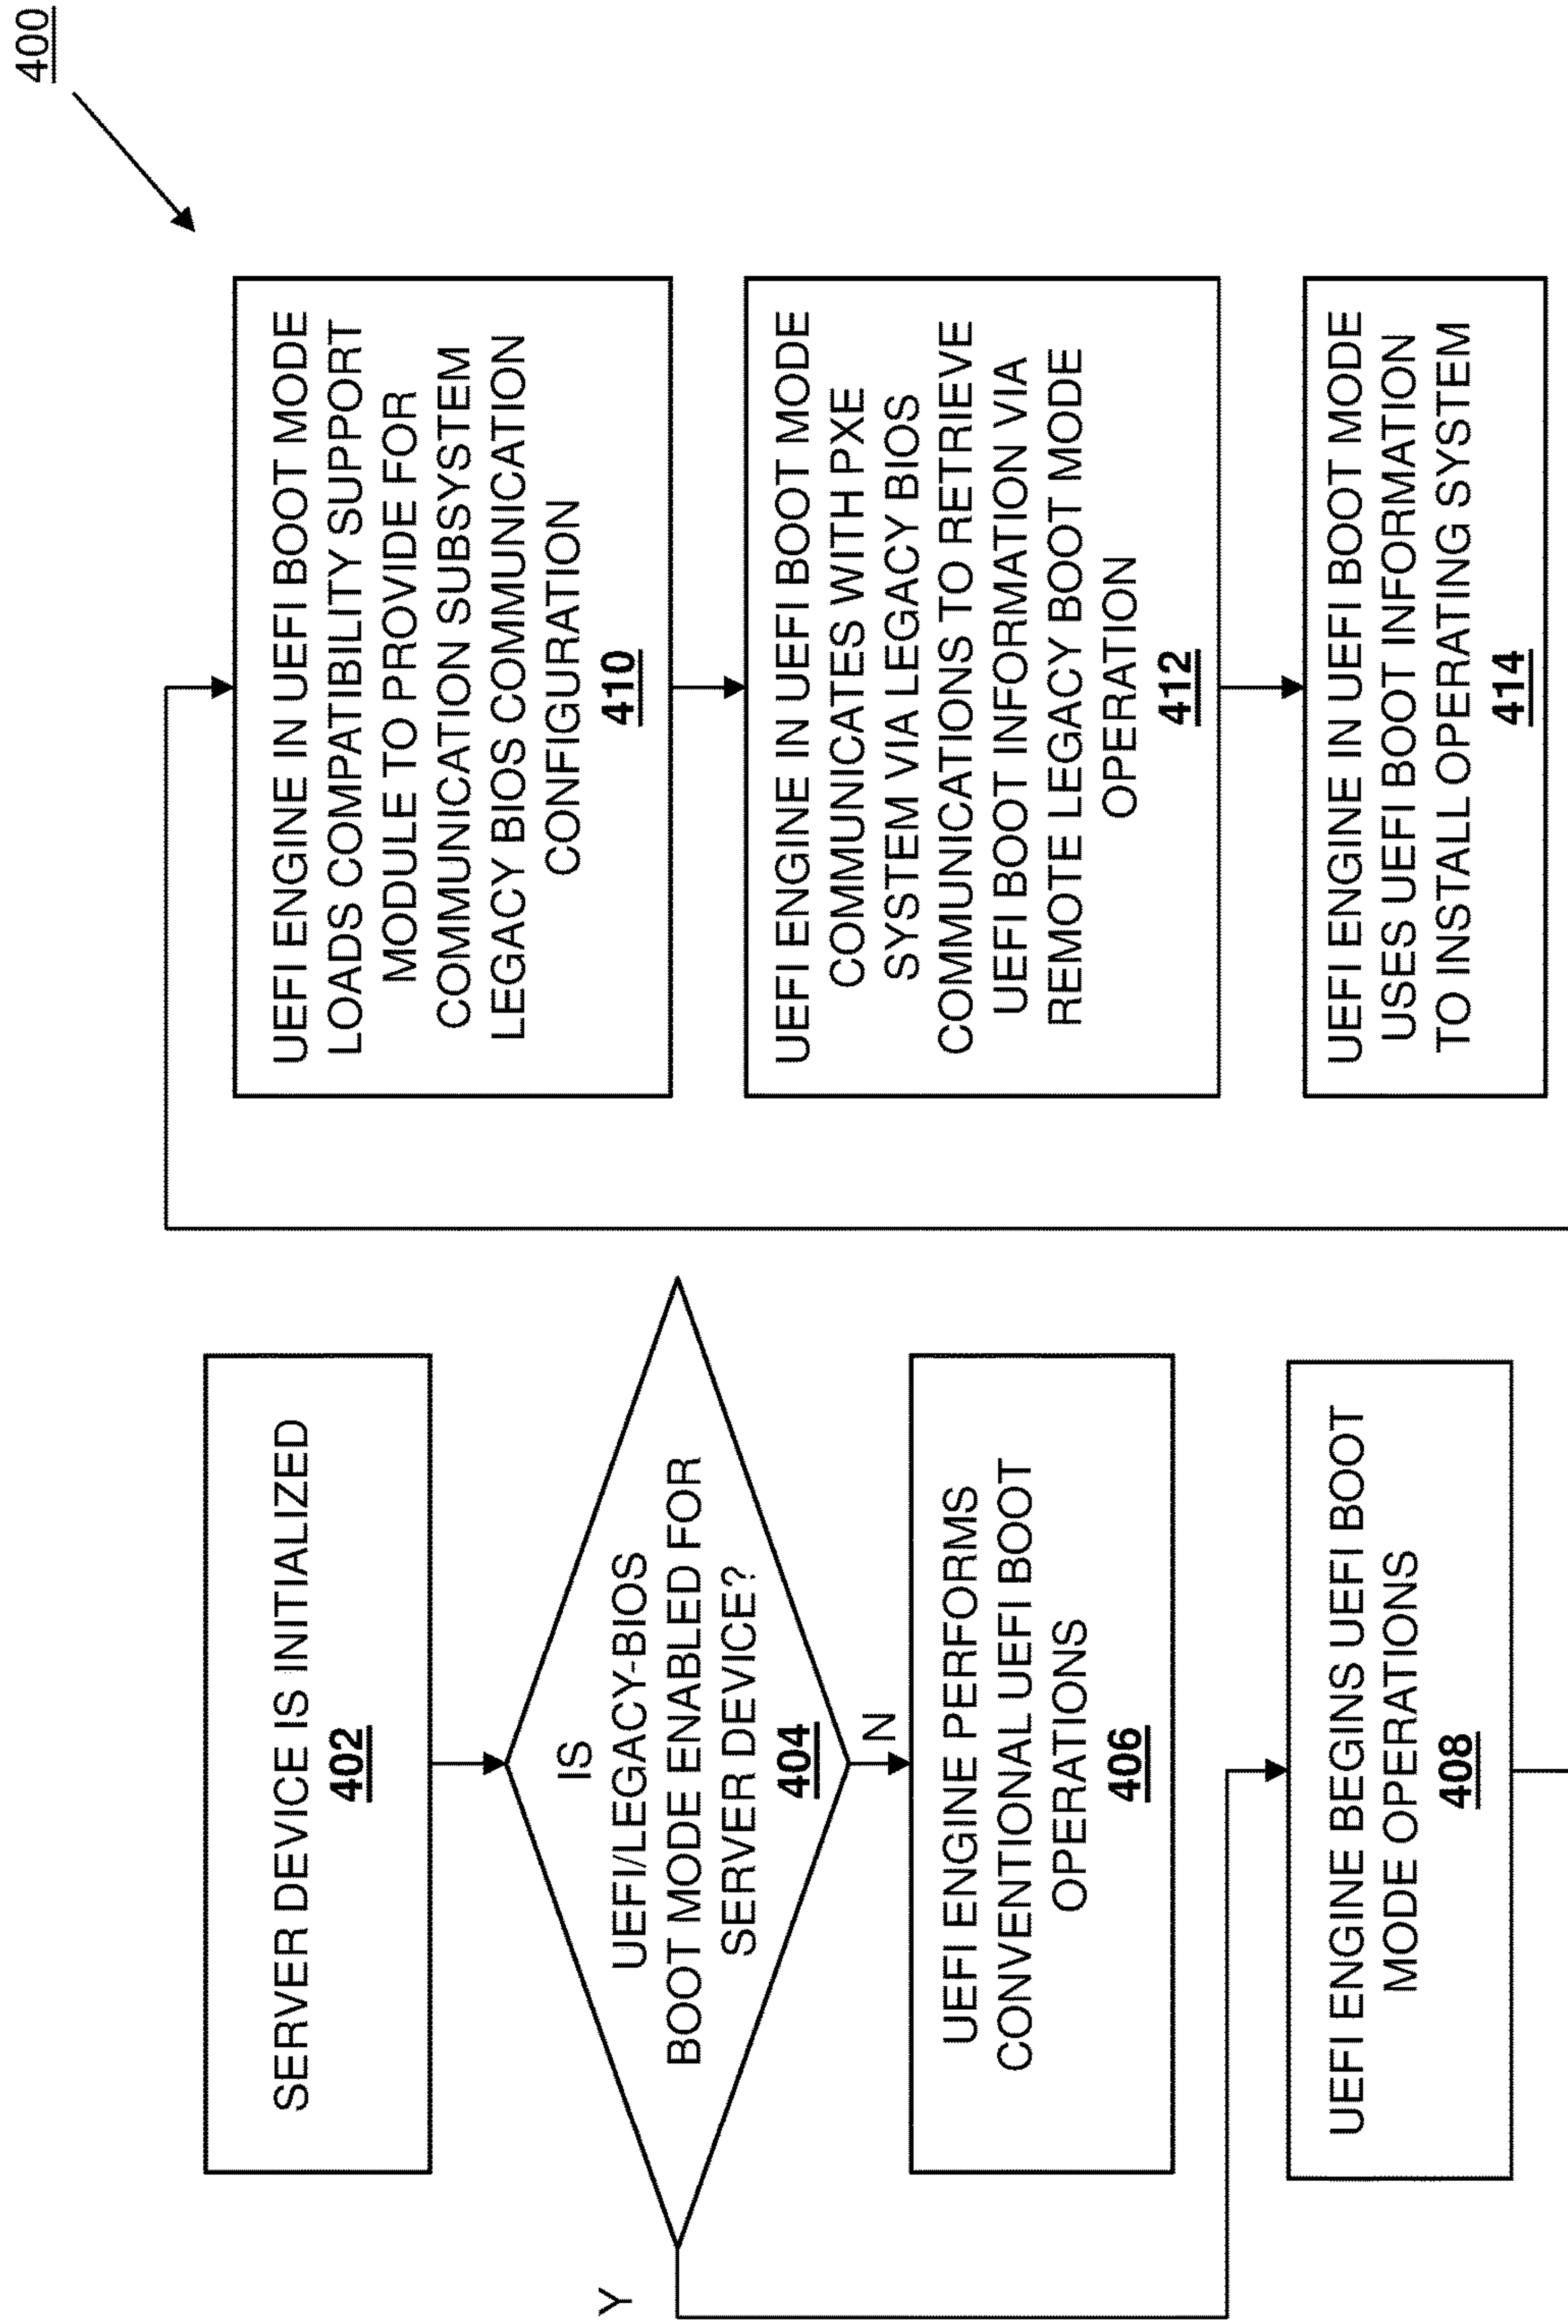 400
SERVER DEVICE IS INITIALIZED
402
IS
UEFI/LEGACY-BIOS
BOOT MODE ENABLED FOR
SERVER DEVICE?
404
Y
N
UEFI ENGINE PERFORMS
CONVENTIONAL UEFI BOOT
OPERATIONS
406
UEFI ENGINE BEGINS UEFI BOOT
MODE OPERATIONS
408
UEFI ENGINE IN UEFI BOOT MODE
LOADS COMPATIBILITY SUPPORT
MODULE TO PROVIDE FOR
COMMUNICATION SUBSYSTEM
LEGACY BIOS COMMUNICATION
CONFIGURATION
410
UEFI ENGINE IN UEFI BOOT MODE
COMMUNICATES WITH PXE
SYSTEM VIA LEGACY BIOS
COMMUNICATIONS TO RETRIEVE
UEFI BOOT INFORMATION VIA
REMOTE LEGACY BOOT MODE
OPERATION
412
UEFI ENGINE IN UEFI BOOT MODE
USES UEFI BOOT INFORMATION
TO INSTALL OPERATING SYSTEM
414